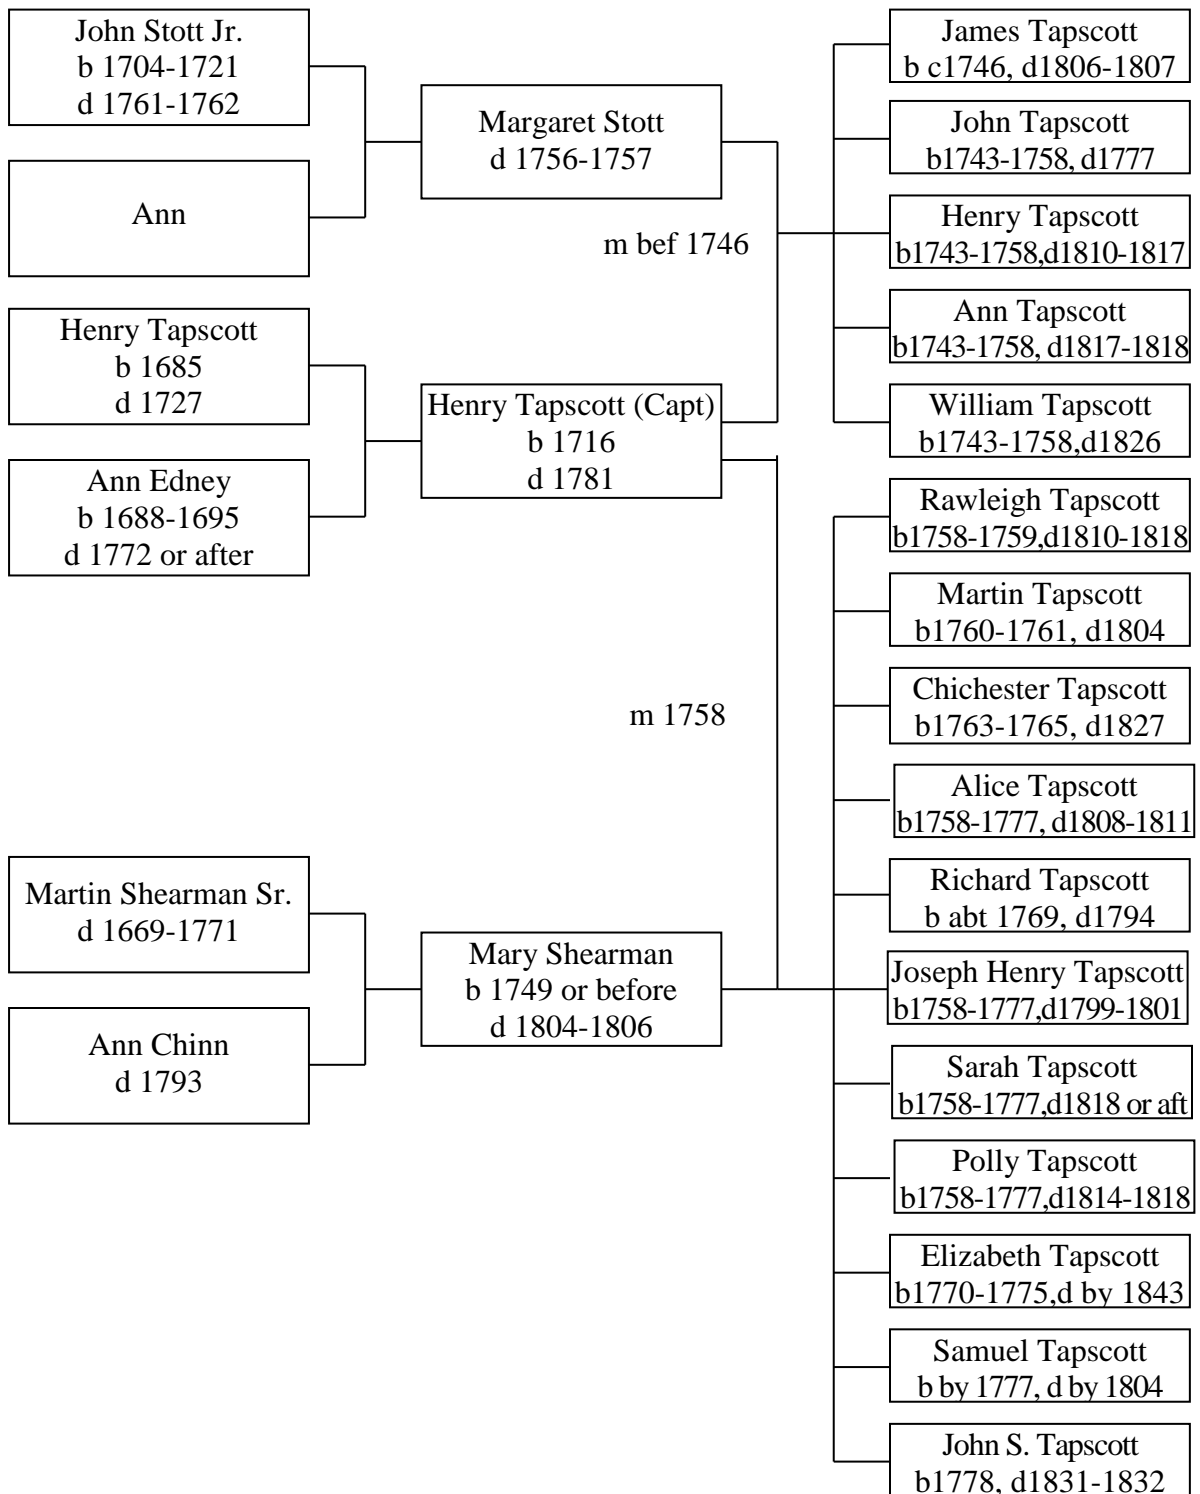 John Stott Jr.
b 1704-1721
d 1761-1762
Ann
Henry Tapscott
b 1685
d 1727
Ann Edney
b 1688-1695
d 1772 or after
Martin Shearman Sr.
d 1669-1771
Ann Chinn
d 1793
Margaret Stott
d 1756-1757
m bef 1746
Henry Tapscott (Capt)
b 1716
d 1781
m 1758
Mary Shearman
b 1749 or before
d 1804-1806
James Tapscott
b c1746, d1806-1807
John Tapscott
b1743-1758, d1777
Henry Tapscott
b1743-1758,d1810-1817
Ann Tapscott
b1743-1758, d1817-1818
William Tapscott
b1743-1758,d1826
Rawleigh Tapscott
b1758-1759,d1810-1818
Martin Tapscott
b1760-1761, d1804
Chichester Tapscott
b1763-1765, d1827
Alice Tapscott
b1758-1777, d1808-1811
Richard Tapscott
b abt 1769, d1794
Joseph Henry Tapscott
b1758-1777,d1799-1801
Sarah Tapscott
b1758-1777,d1818 or aft
Polly Tapscott
b1758-1777,d1814-1818
Elizabeth Tapscott
b1770-1775,d by 1843
Samuel Tapscott
b by 1777, d by 1804
John S. Tapscott
b1778, d1831-1832